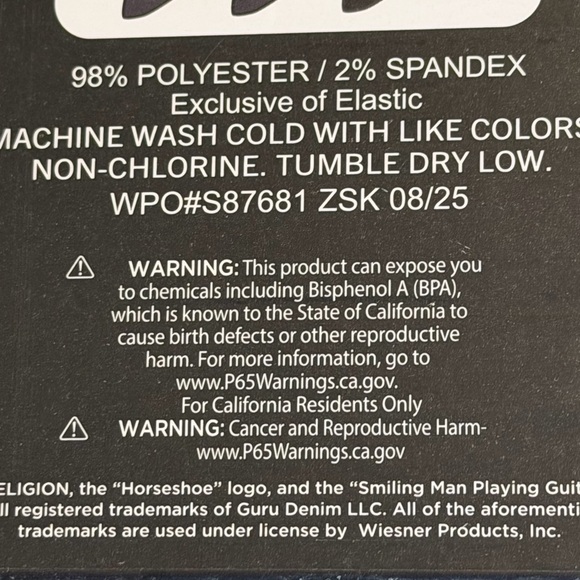 98% POLYESTER / 2% SPANDEX
Exclusive of Elastic
MACHINE WASH COLD WITH LIKE COLORS
NON-CHLORINE. TUMBLE DRY LOW.
WPO#S87681 ZSK 08/25
WARNING: This product can expose you
to chemicals including Bisphenol A (BPA),
which is known to the State of California to
cause birth defects or other reproductive
harm. For more information, go to
www.P65Warnings.ca.gov.
For California Residents Only
WARNING: Cancer and Reproductive Harm-
www.P65Warnings.ca.gov
ELIGION, the “Horseshoe” logo, and the “Smiling Man Playing Guit
ll registered trademarks of Guru Denim LLC. All of the aforementi
trademarks are used under license by Wiesner Products, Inc.